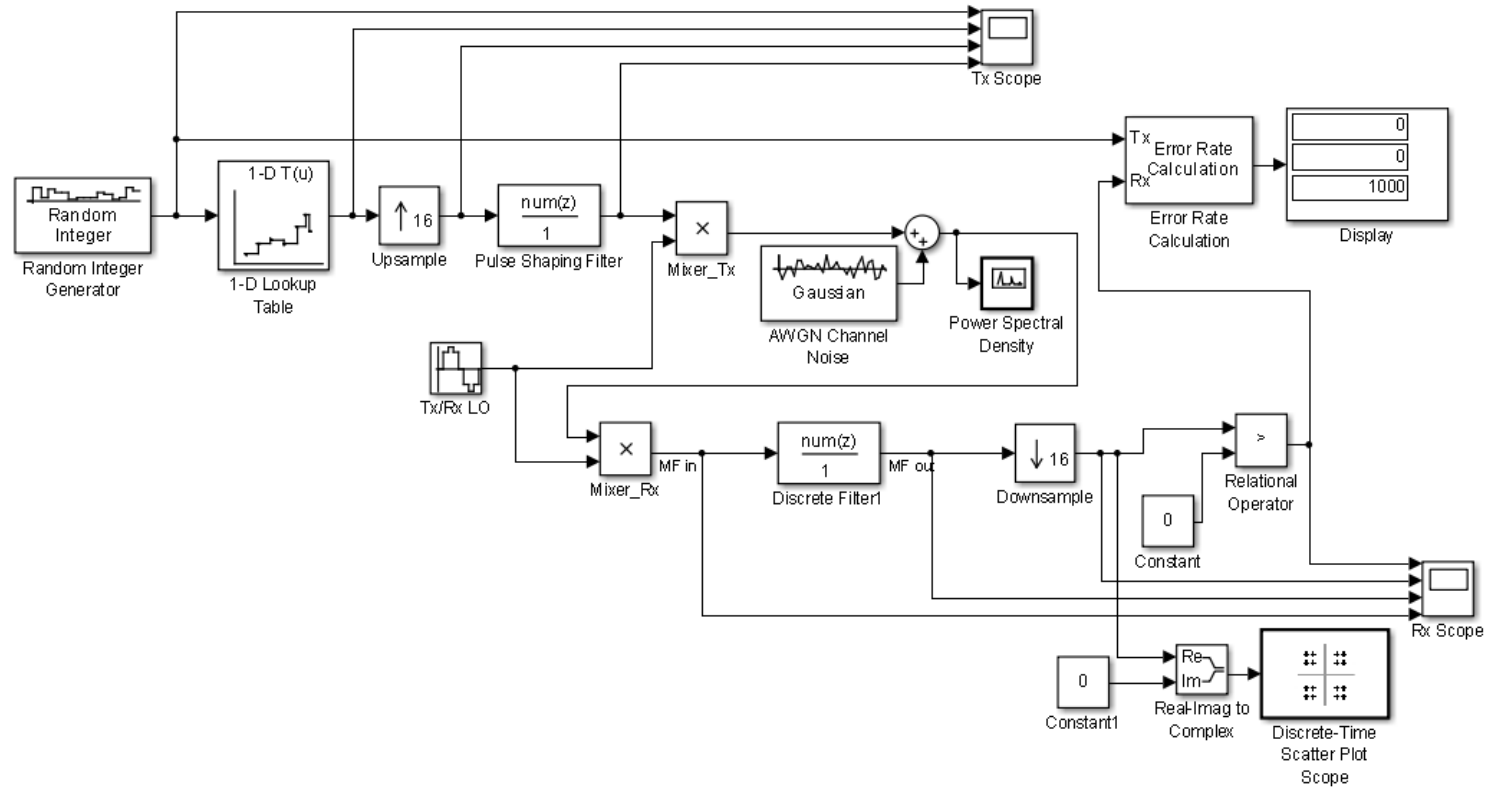 Tx Scope
Tx
Rx
Error Rate
Calculation
Error Rate
Calculation
0
0
1000
Display
Random
Integer
Random Integer
Generator
1-D T(u)
1-D Lookup
Table
16
Upsample
num(z)
1
Pulse Shaping Filter
×
Mixer_Tx
+
+
Gaussian
AWGN Channel
Noise
Power Spectral
Density
Tx/Rx LO
×
Mixer_Rx
MF in
num(z)
1
Discrete Filter1
MF out
16
Downsample
>
Relational
Operator
0
Constant
Rx Scope
0
Constant1
Re
Im
Real-Imag to
Complex
Discrete-Time
Scatter Plot
Scope